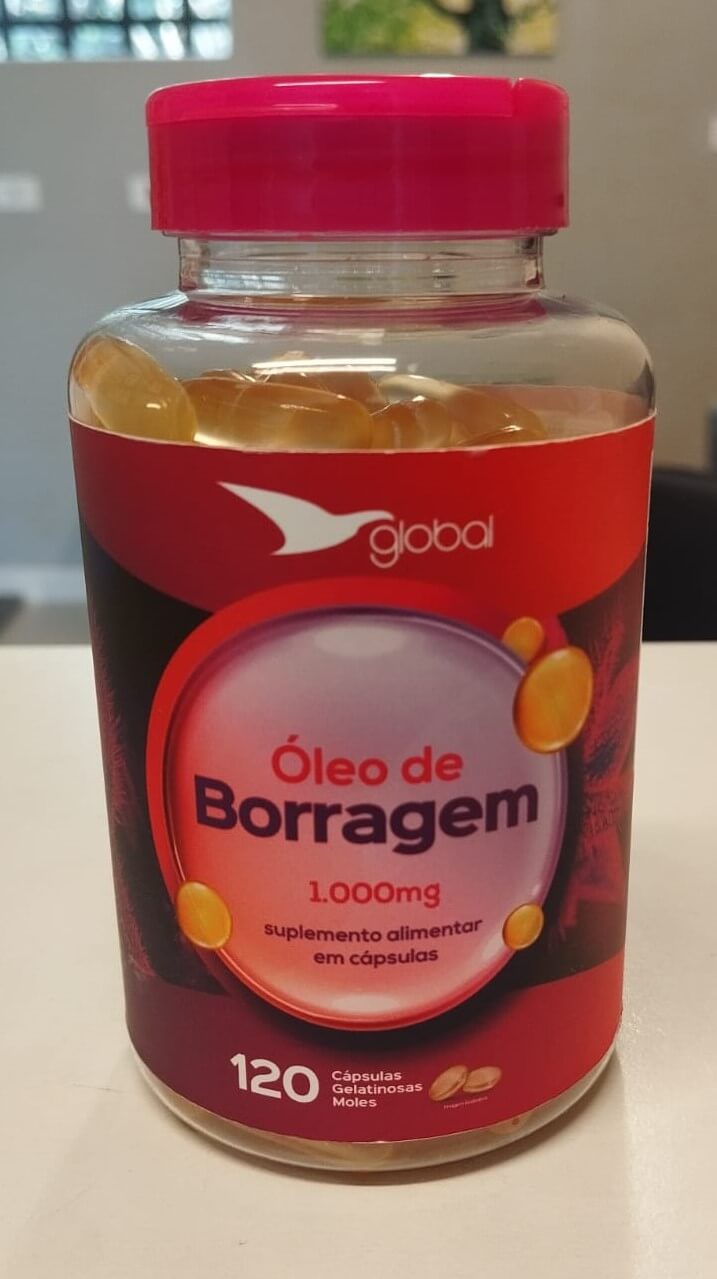 global
Óleo de
Borragem
1.000mg
suplemento alimentar
em cápsulas
120
Cápsulas
Gelatinosas
Moles